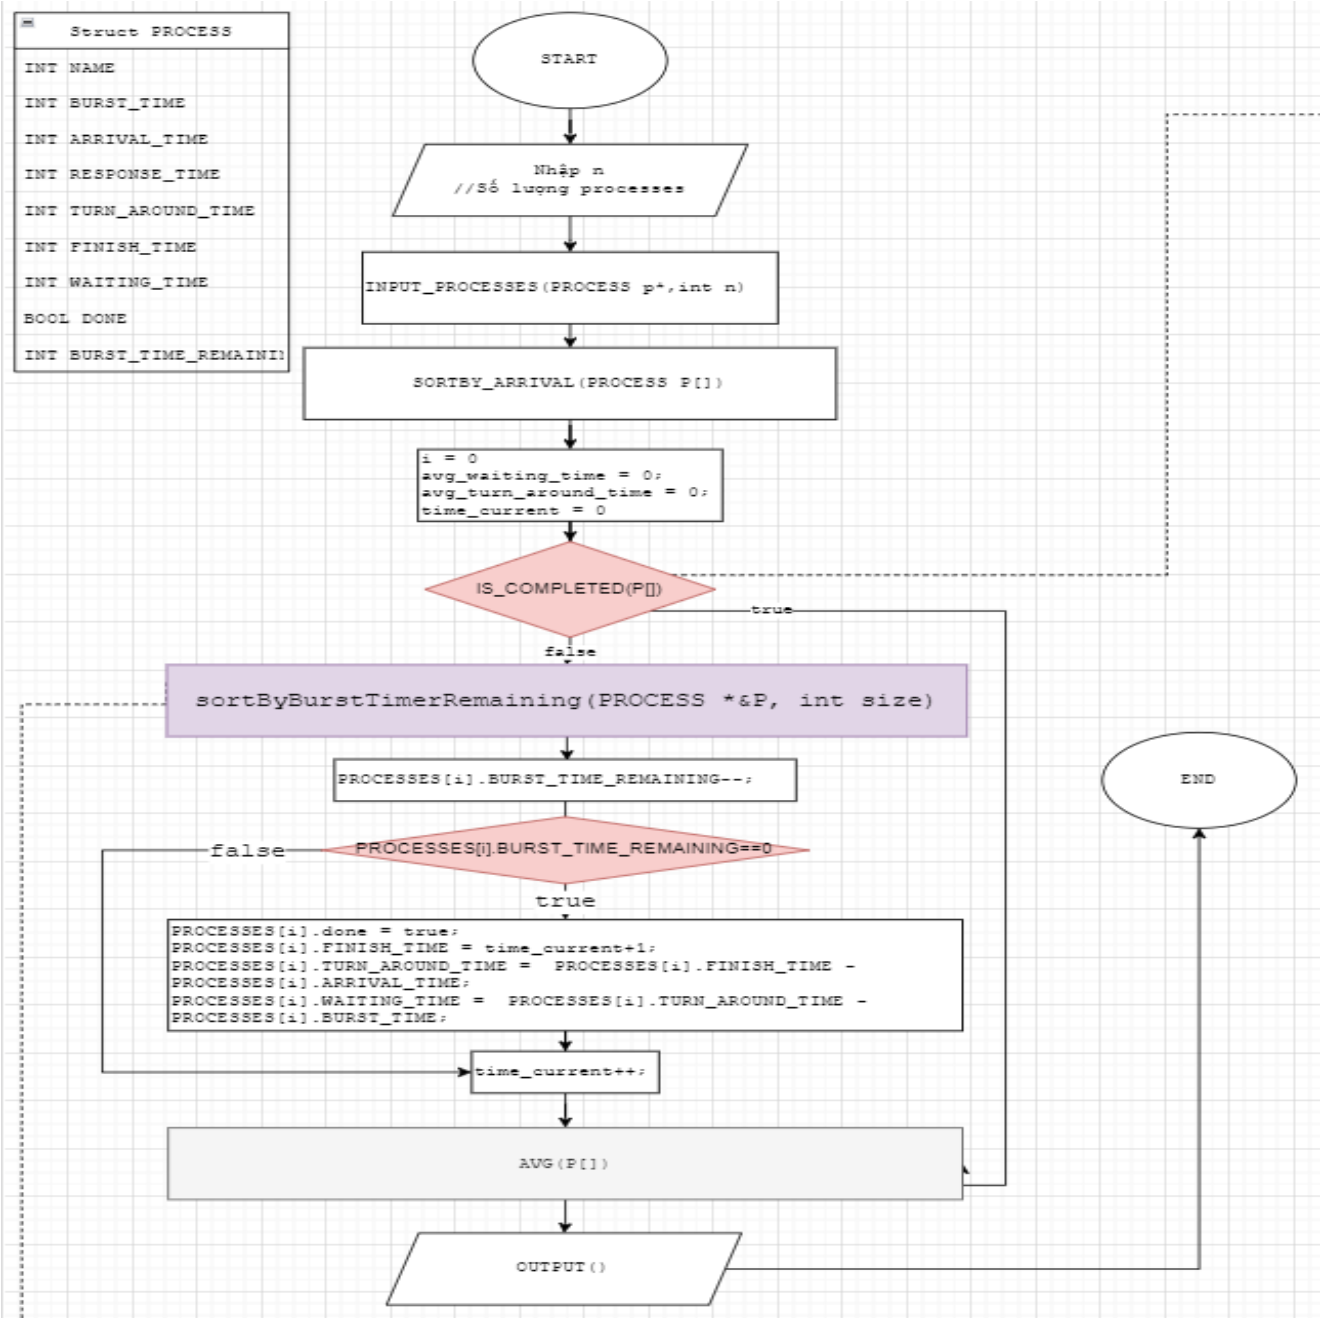 Struct PROCESS
INT NAME
INT BURST_TIME
INT ARRIVAL_TIME
INT RESPONSE_TIME
INT TURN_AROUND_TIME
INT FINISH_TIME
INT WAITING_TIME
BOOL DONE
INT BURST_TIME_REMAININ
START
Nhập n
//Số lượng processes
INPUT_PROCESSES(PROCESS p*,int n)
SORTBY_ARRIVAL(PROCESS P[])
i = 0
avg_waiting_time = 0;
avg_turn_around_time = 0;
time_current = 0
IS_COMPLETED(P[])
true
false
sortByBurstTimerRemaining(PROCESS *&P, int size)
PROCESSES[i].BURST_TIME_REMAINING--;
END
PROCESSES[i].BURST_TIME_REMAINING==0
false
true
PROCESSES[i].done = true;
PROCESSES[i].FINISH_TIME = time_current+1;
PROCESSES[i].TURN_AROUND_TIME =  PROCESSES[i].FINISH_TIME -
PROCESSES[i].ARRIVAL_TIME;
PROCESSES[i].WAITING_TIME =  PROCESSES[i].TURN_AROUND_TIME -
PROCESSES[i].BURST_TIME;
time_current++;
AVG(P[])
OUTPUT()